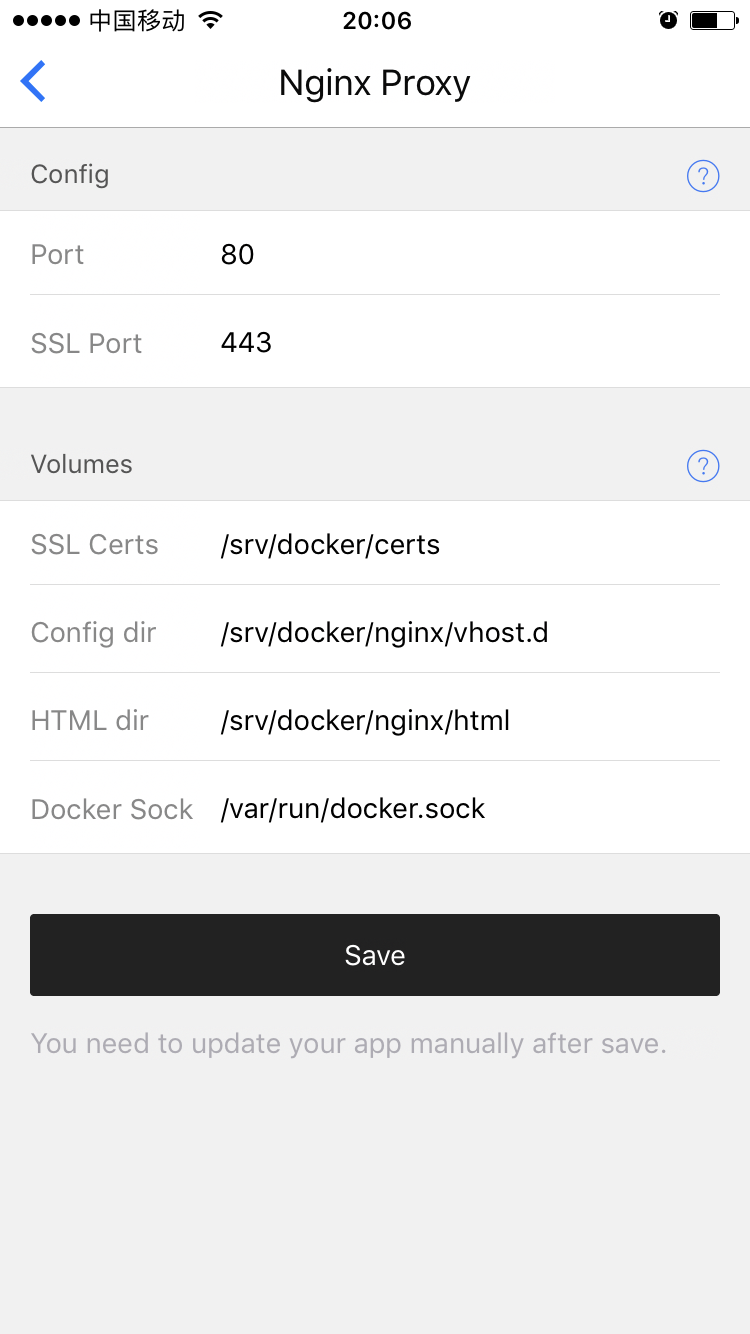 中国移动 20:06
Nginx Proxy
Config ?
Port 80
SSL Port 443
Volumes ?
SSL Certs /srv/docker/certs
Config dir /srv/docker/nginx/vhost.d
HTML dir /srv/docker/nginx/html
Docker Sock /var/run/docker.sock
Save
You need to update your app manually after save.